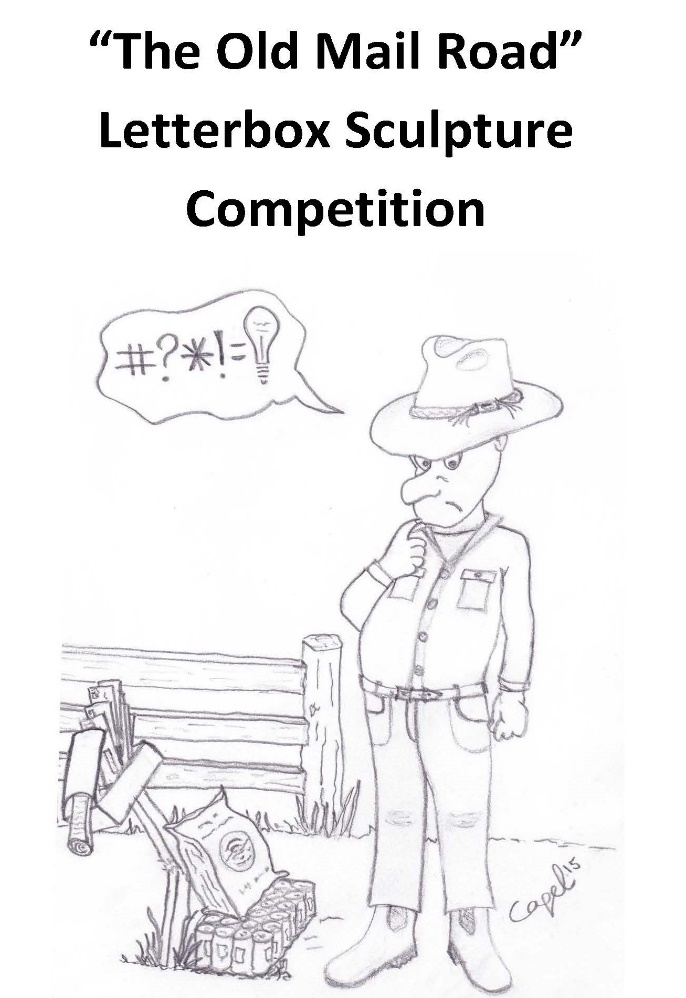 “The Old Mail Road”
Letterbox Sculpture
Competition
#?*!=
Capel 15